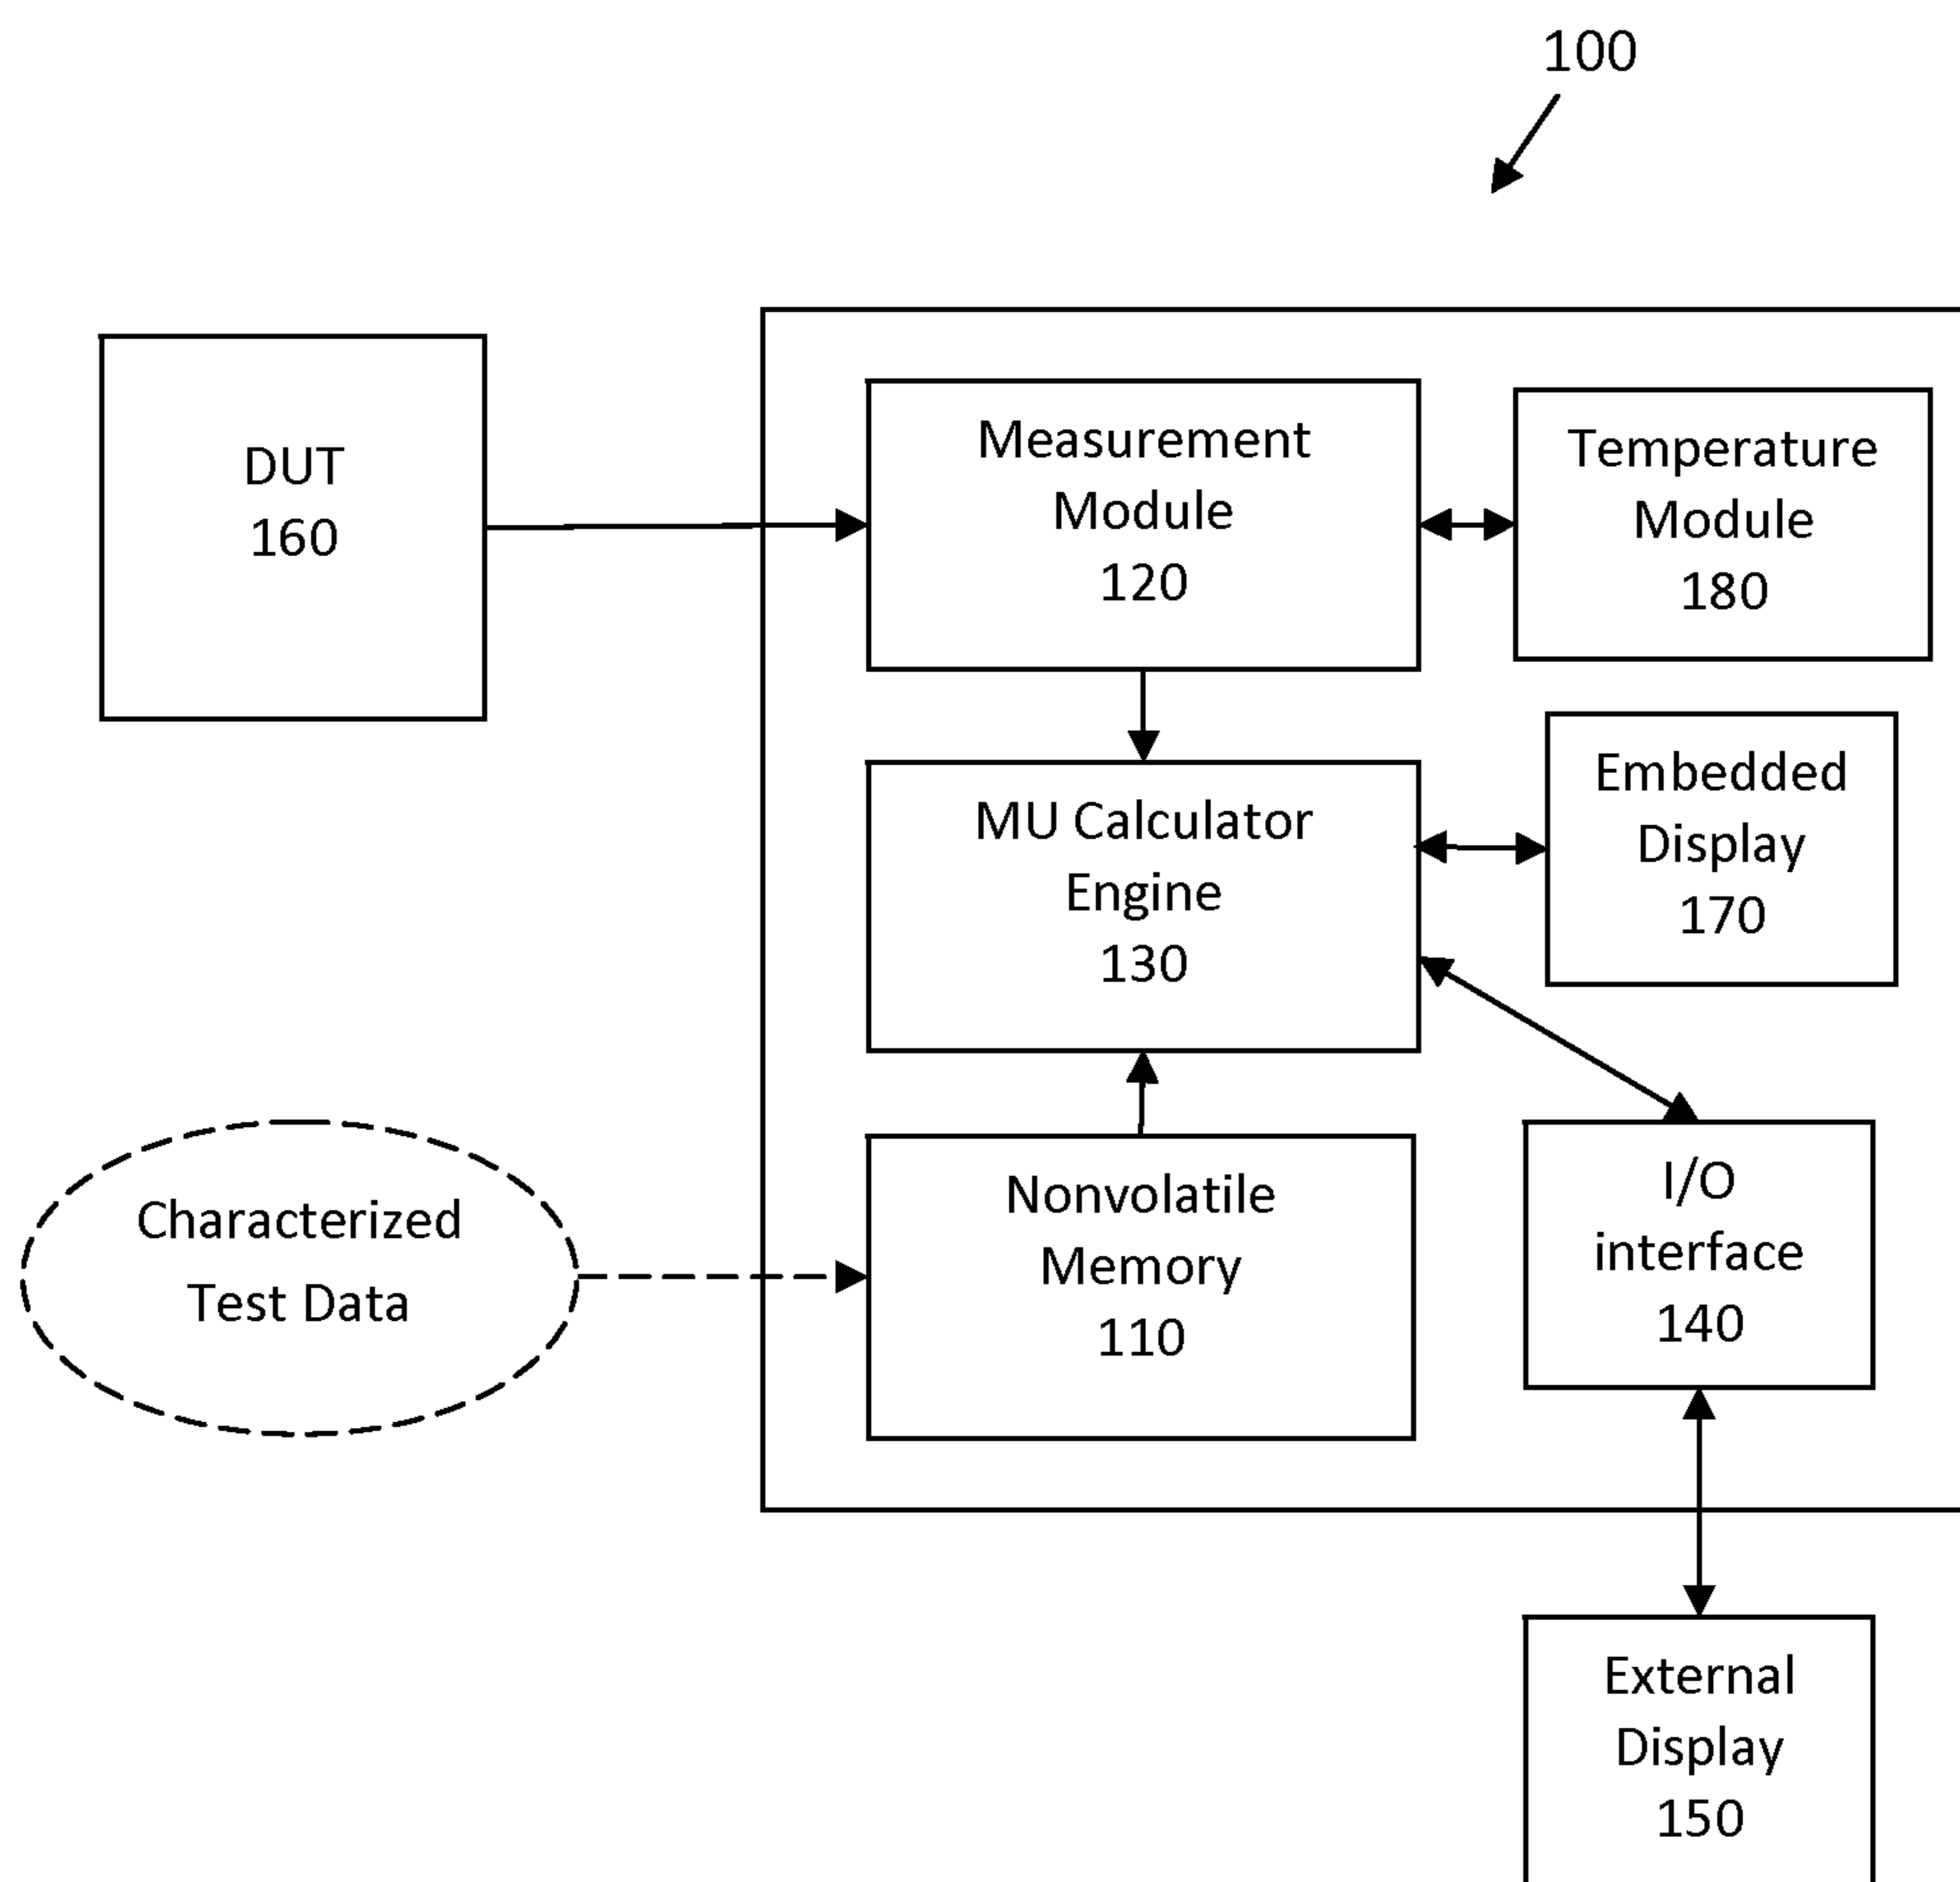 100
DUT
160
Measurement
Module
120
Temperature
Module
180
MU Calculator
Engine
130
Embedded
Display
170
Characterized
Test Data
Nonvolatile
Memory
110
I/O
interface
140
External
Display
150